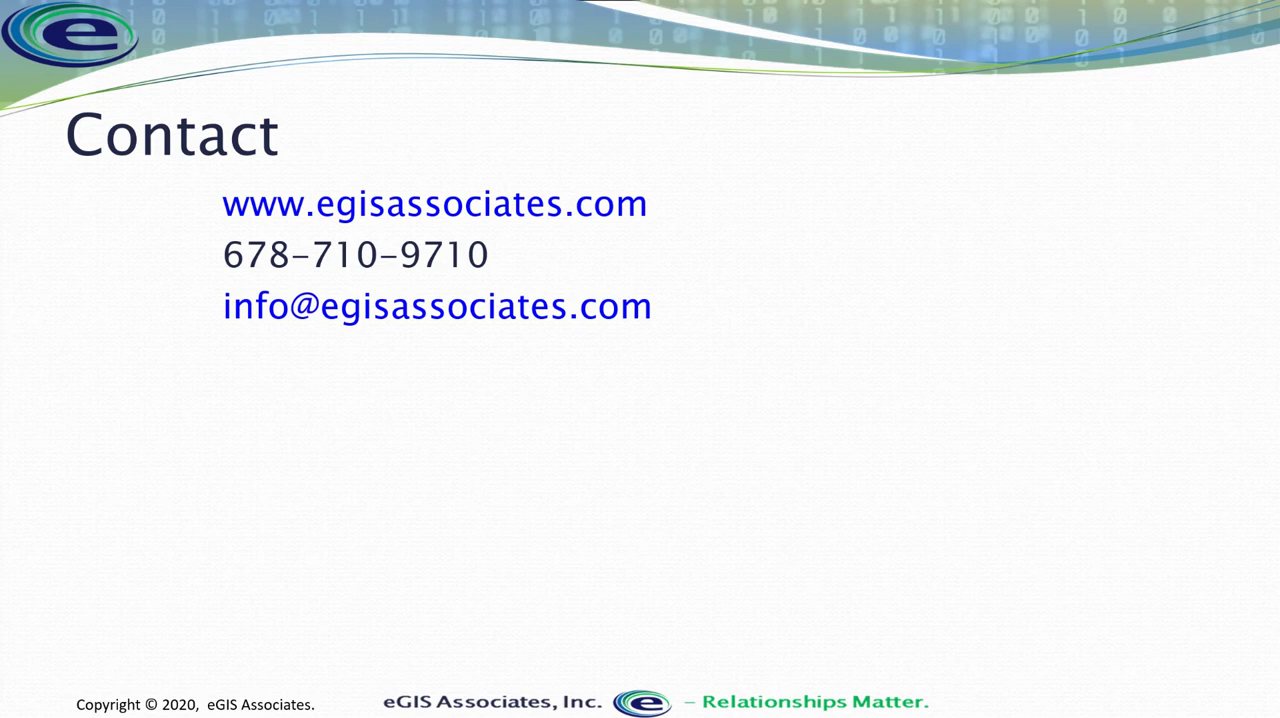 e
Contact
www.egisassociates.com
678-710-9710
info@egisassociates.com
Copyright © 2020, eGIS Associates.
eGIS Associates, Inc. e – Relationships Matter.